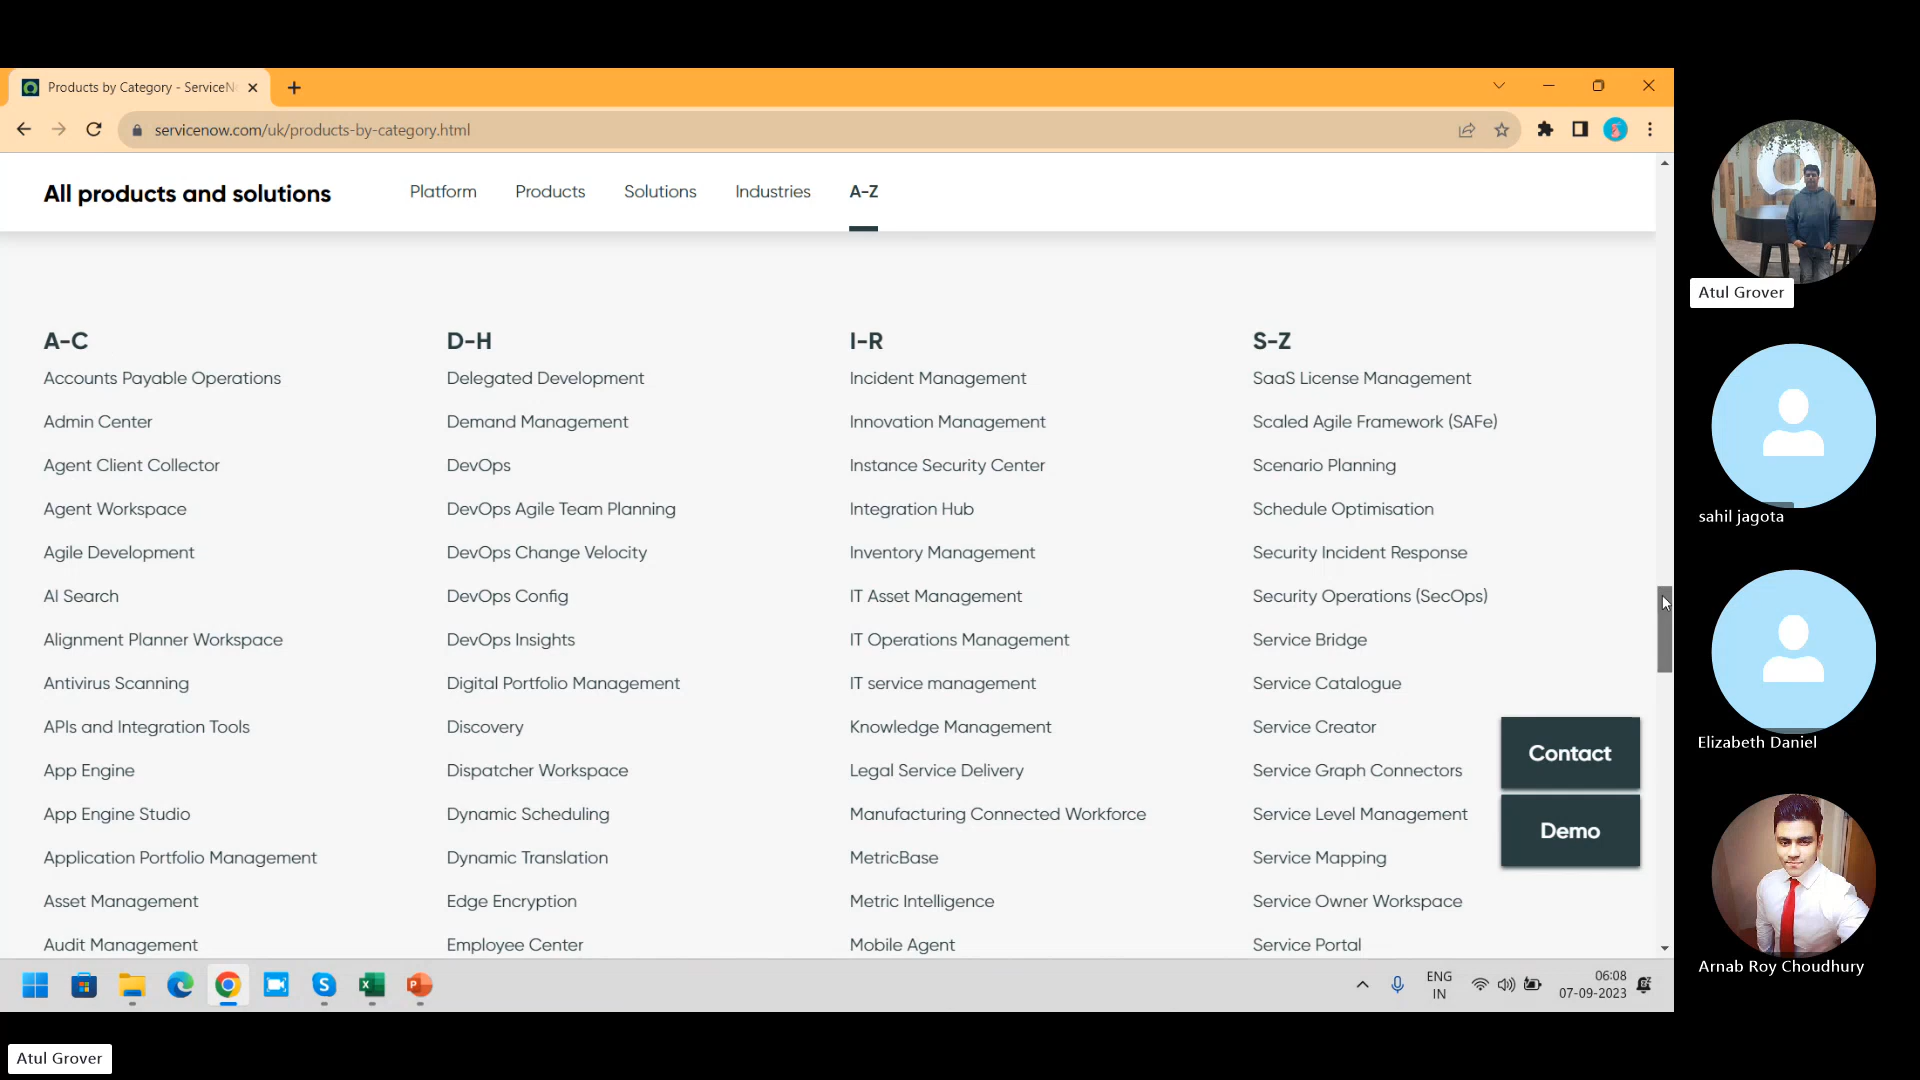 Products by Category - ServiceN
servicenow.com/uk/products-by-category.html
All products and solutions
Platform
Products
Solutions
Industries
A-Z
A-C
Accounts Payable Operations
Admin Center
Agent Client Collector
Agent Workspace
Agile Development
AI Search
Alignment Planner Workspace
Antivirus Scanning
APIs and Integration Tools
App Engine
App Engine Studio
Application Portfolio Management
Asset Management
Audit Management
D-H
Delegated Development
Demand Management
DevOps
DevOps Agile Team Planning
DevOps Change Velocity
DevOps Config
DevOps Insights
Digital Portfolio Management
Discovery
Dispatcher Workspace
Dynamic Scheduling
Dynamic Translation
Edge Encryption
Employee Center
I-R
Incident Management
Innovation Management
Instance Security Center
Integration Hub
Inventory Management
IT Asset Management
IT Operations Management
IT service management
Knowledge Management
Legal Service Delivery
Manufacturing Connected Workforce
MetricBase
Metric Intelligence
Mobile Agent
S-Z
SaaS License Management
Scaled Agile Framework (SAFe)
Scenario Planning
Schedule Optimisation
Security Incident Response
Security Operations (SecOps)
Service Bridge
Service Catalogue
Service Creator
Service Graph Connectors
Service Level Management
Service Mapping
Service Owner Workspace
Service Portal
Contact
Demo
ENG
IN
06:08
07-09-2023
Atul Grover
sahil jagota
Elizabeth Daniel
Arnab Roy Choudhury
Atul Grover